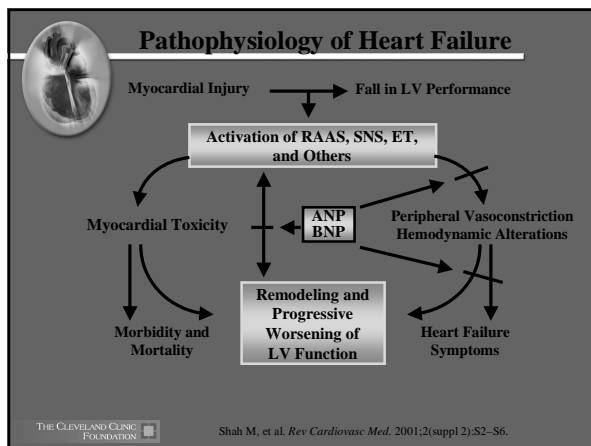 Pathophysiology of Heart Failure
Myocardial Injury
Fall in LV Performance
Activation of RAAS, SNS, ET,
and Others
Myocardial Toxicity
ANP
BNP
Peripheral Vasoconstriction
Hemodynamic Alterations
Morbidity and
Mortality
Remodeling and
Progressive
Worsening of
LV Function
Heart Failure
Symptoms
THE CLEVELAND CLINIC
FOUNDATION
Shah M, et al. Rev Cardiovasc Med. 2001;2(suppl 2):S2–S6.